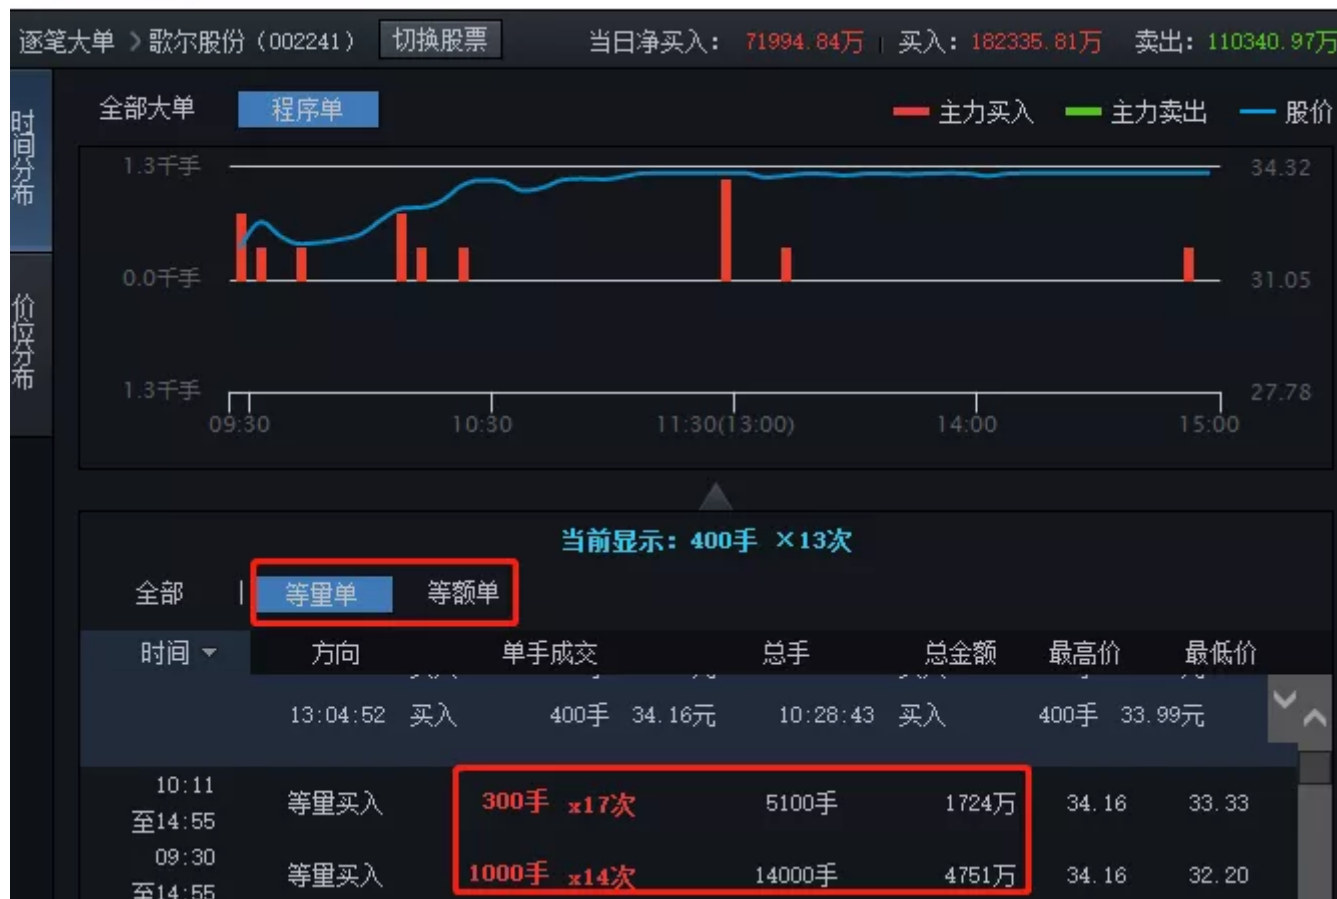 逐笔大单 歌尔股份（002241） 切换股票 当日净买入：71994.84万 买入：182335.81万 卖出：110340.97万
时间分布
价位分布
全部大单 程序单 主力买入 主力卖出 股价
1.3千手 34.32
0.0千手 31.05
1.3千手 27.78
09:30 10:30 11:30(13:00) 14:00 15:00
当前显示：400手 ×13次
全部 | 等量单 等额单
时间 方向 单手成交 总手 总金额 最高价 最低价
13:04:52 买入 400手 34.16元 10:28:43 买入 400手 33.99元
10:11
至14:55 等量买入 300手 x17次 5100手 1724万 34.16 33.33
09:30
至14:55 等量买入 1000手 x14次 14000手 4751万 34.16 32.20